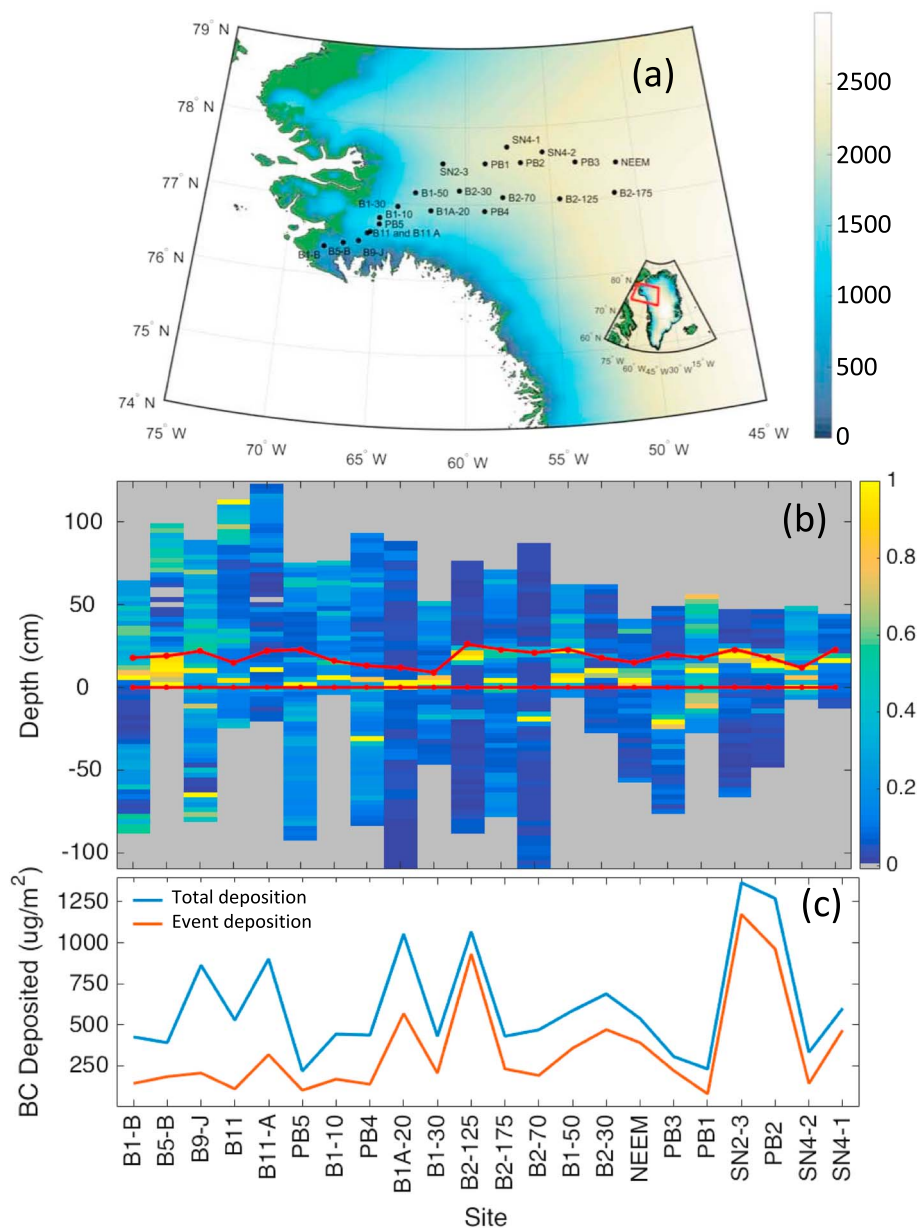 (a)
79° N
78° N
77° N
76° N
75° N
74° N
75° W
70° W
65° W
60° W
55° W
50° W
45° W
SN4-1
SN4-2
SN2-3
PB1
PB2
PB3
NEEM
B1-50
B2-30
B2-70
B2-125
B2-175
B1-30
B1A-20
PB4
B1-10
PB5
B11 and B11 A
B1-B
B5-B
B9-J
80° N
70° N
60° N
75° W
60° W
45° W
30° W
15° W
2500
2000
1500
1000
500
0
(b)
Depth (cm)
100
50
0
-50
-100
1
0.8
0.6
0.4
0.2
0
(c)
Total deposition
Event deposition
BC Deposited (ug/m²)
1250
1000
750
500
250
B1-B
B5-B
B9-J
B11
B11-A
PB5
B1-10
PB4
B1A-20
B1-30
B2-125
B2-175
B2-70
B1-50
B2-30
NEEM
PB3
PB1
SN2-3
PB2
SN4-2
SN4-1
Site